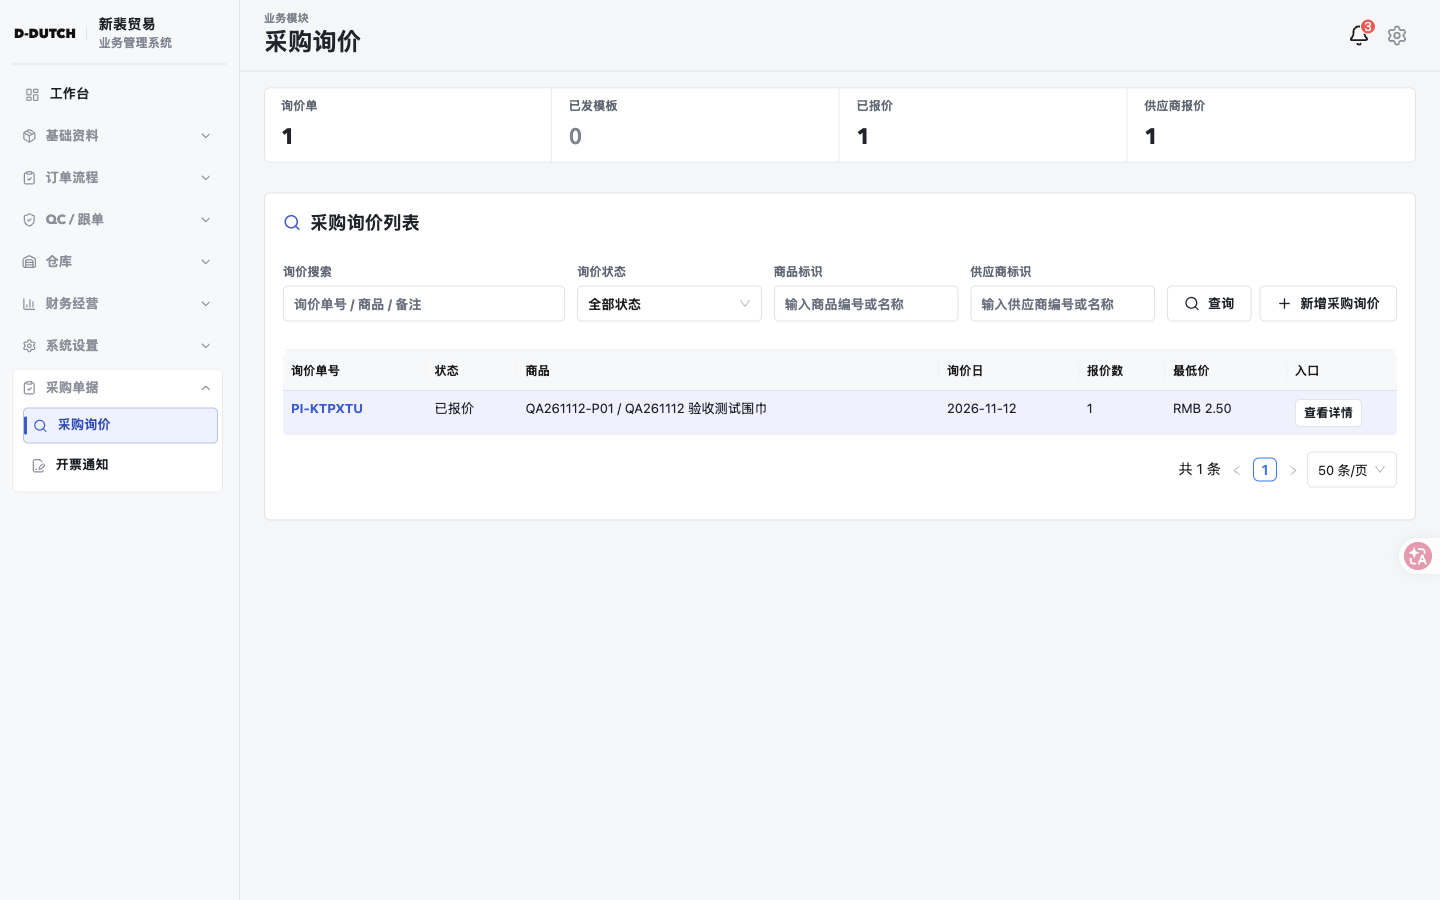 D-DUTCH
新裴贸易
业务管理系统
工作台
基础资料
订单流程
QC / 跟单
仓库
财务经营
系统设置
采购单据
采购询价
开票通知
业务模块
采购询价
3
询价单
1
已发模板
0
已报价
1
供应商报价
1
采购询价列表
询价搜索
询价状态
商品标识
供应商标识
询价单号 / 商品 / 备注
全部状态
输入商品编号或名称
输入供应商编号或名称
查询
新增采购询价
询价单号 状态 商品 询价日 报价数 最低价 入口
PI-KTPXTU 已报价 QA261112-P01 / QA261112 验收测试围巾 2026-11-12 1 RMB 2.50 查看详情
共 1 条 1 50 条/页